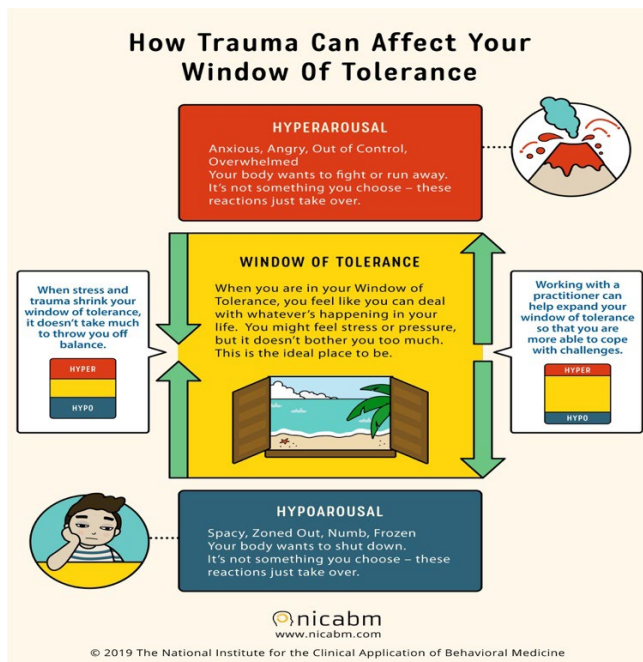 How Trauma Can Affect Your
Window Of Tolerance
HYPERAROUSAL
Anxious, Angry, Out of Control,
Overwhelmed
Your body wants to fight or run away.
It's not something you choose – these
reactions just take over.
When stress and
trauma shrink your
window of tolerance,
it doesn't take much
to throw you off
balance.
HYPER
HYPO
WINDOW OF TOLERANCE
When you are in your Window of
Tolerance, you feel like you can deal
with whatever's happening in your
life. You might feel stress or pressure,
but it doesn't bother you too much.
This is the ideal place to be.
Working with a
practitioner can
help expand your
window of tolerance
so that you are
more able to cope
with challenges.
HYPER
HYPO
HYPOAROUSAL
Spacy, Zoned Out, Numb, Frozen
Your body wants to shut down.
It's not something you choose – these
reactions just take over.
nicabm
www.nicabm.com
© 2019 The National Institute for the Clinical Application of Behavioral Medicine